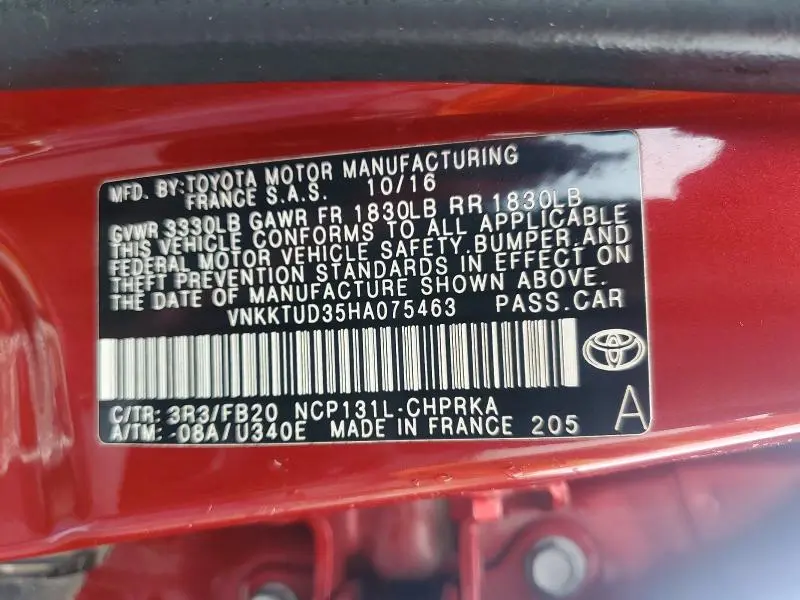 MFD. BY:TOYOTA MOTOR MANUFACTURING
FRANCE S.A.S. 10/16
GVWR 3330LB GAWR FR 1830LB RR 1830LB
THIS VEHICLE CONFORMS TO ALL APPLICABLE
FEDERAL MOTOR VEHICLE SAFETY,BUMPER,AND
THEFT PREVENTION STANDARDS IN EFFECT ON
THE DATE OF MANUFACTURE SHOWN ABOVE.
VNKKTUD35HA075463 PASS.CAR
C/TR: 3R3/FB20 NCP131L-CHPRKA
A/TM: -08A/U340E MADE IN FRANCE 205 A